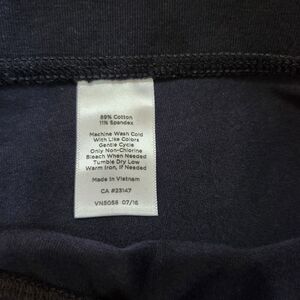 89% Cotton
11% Spandex
Machine Wash Cold
With Like Colors
Gentle Cycle
Only Non-Chlorine
Bleach When Needed
Tumble Dry Low
Warm Iron, If Needed
Made in Vietnam
CA #23147
VN5058 07/16